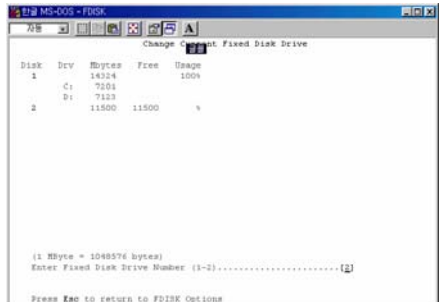 한글 MS-DOS - FDISK
자동
A
Change Current Fixed Disk Drive
Disk Drv Mbytes Free Usage
1 14324 100%
C: 7201
D: 7123
2 11500 11500 %
(1 MByte = 1048576 bytes)
Enter Fixed Disk Drive Number (1-2).......................[2]
Press Esc to return to FDISK Options